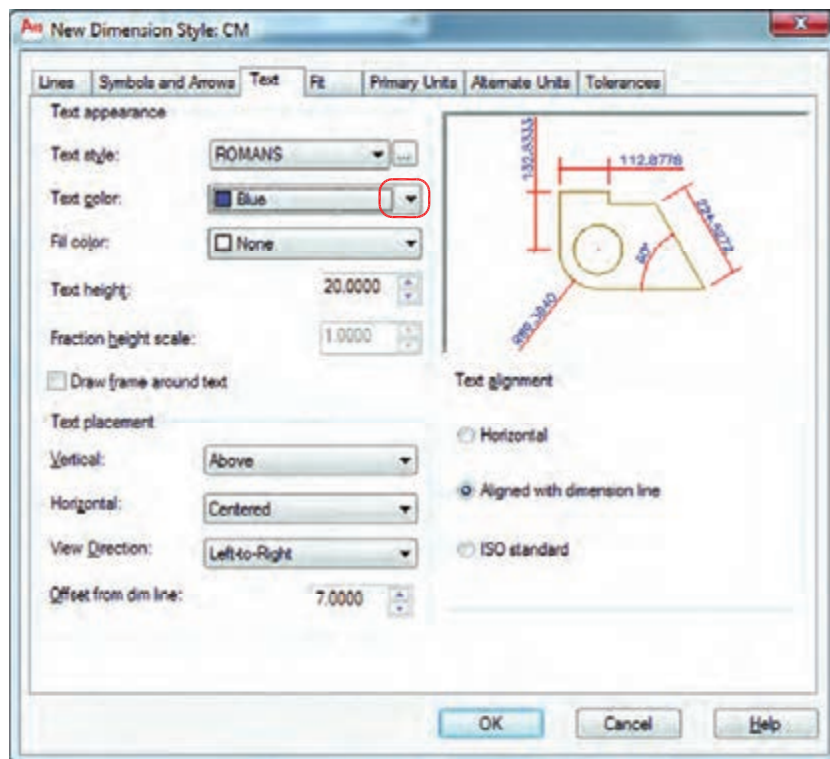 New Dimension Style: CM
Lines Symbols and Arrows Text Fit Primary Units Alternate Units Tolerances
Text appearance
Text style: ROMANS ...
Text color: Blue
Fill color: None
Text height: 20.0000
Fraction height scale: 1.0000
Draw frame around text
Text placement
Vertical: Above
Horizontal: Centered
View Direction: Left-to-Right
Offset from dim line: 7.0000
112.8778
60°
Text alignment
Horizontal
Aligned with dimension line
ISO standard
OK Cancel Help